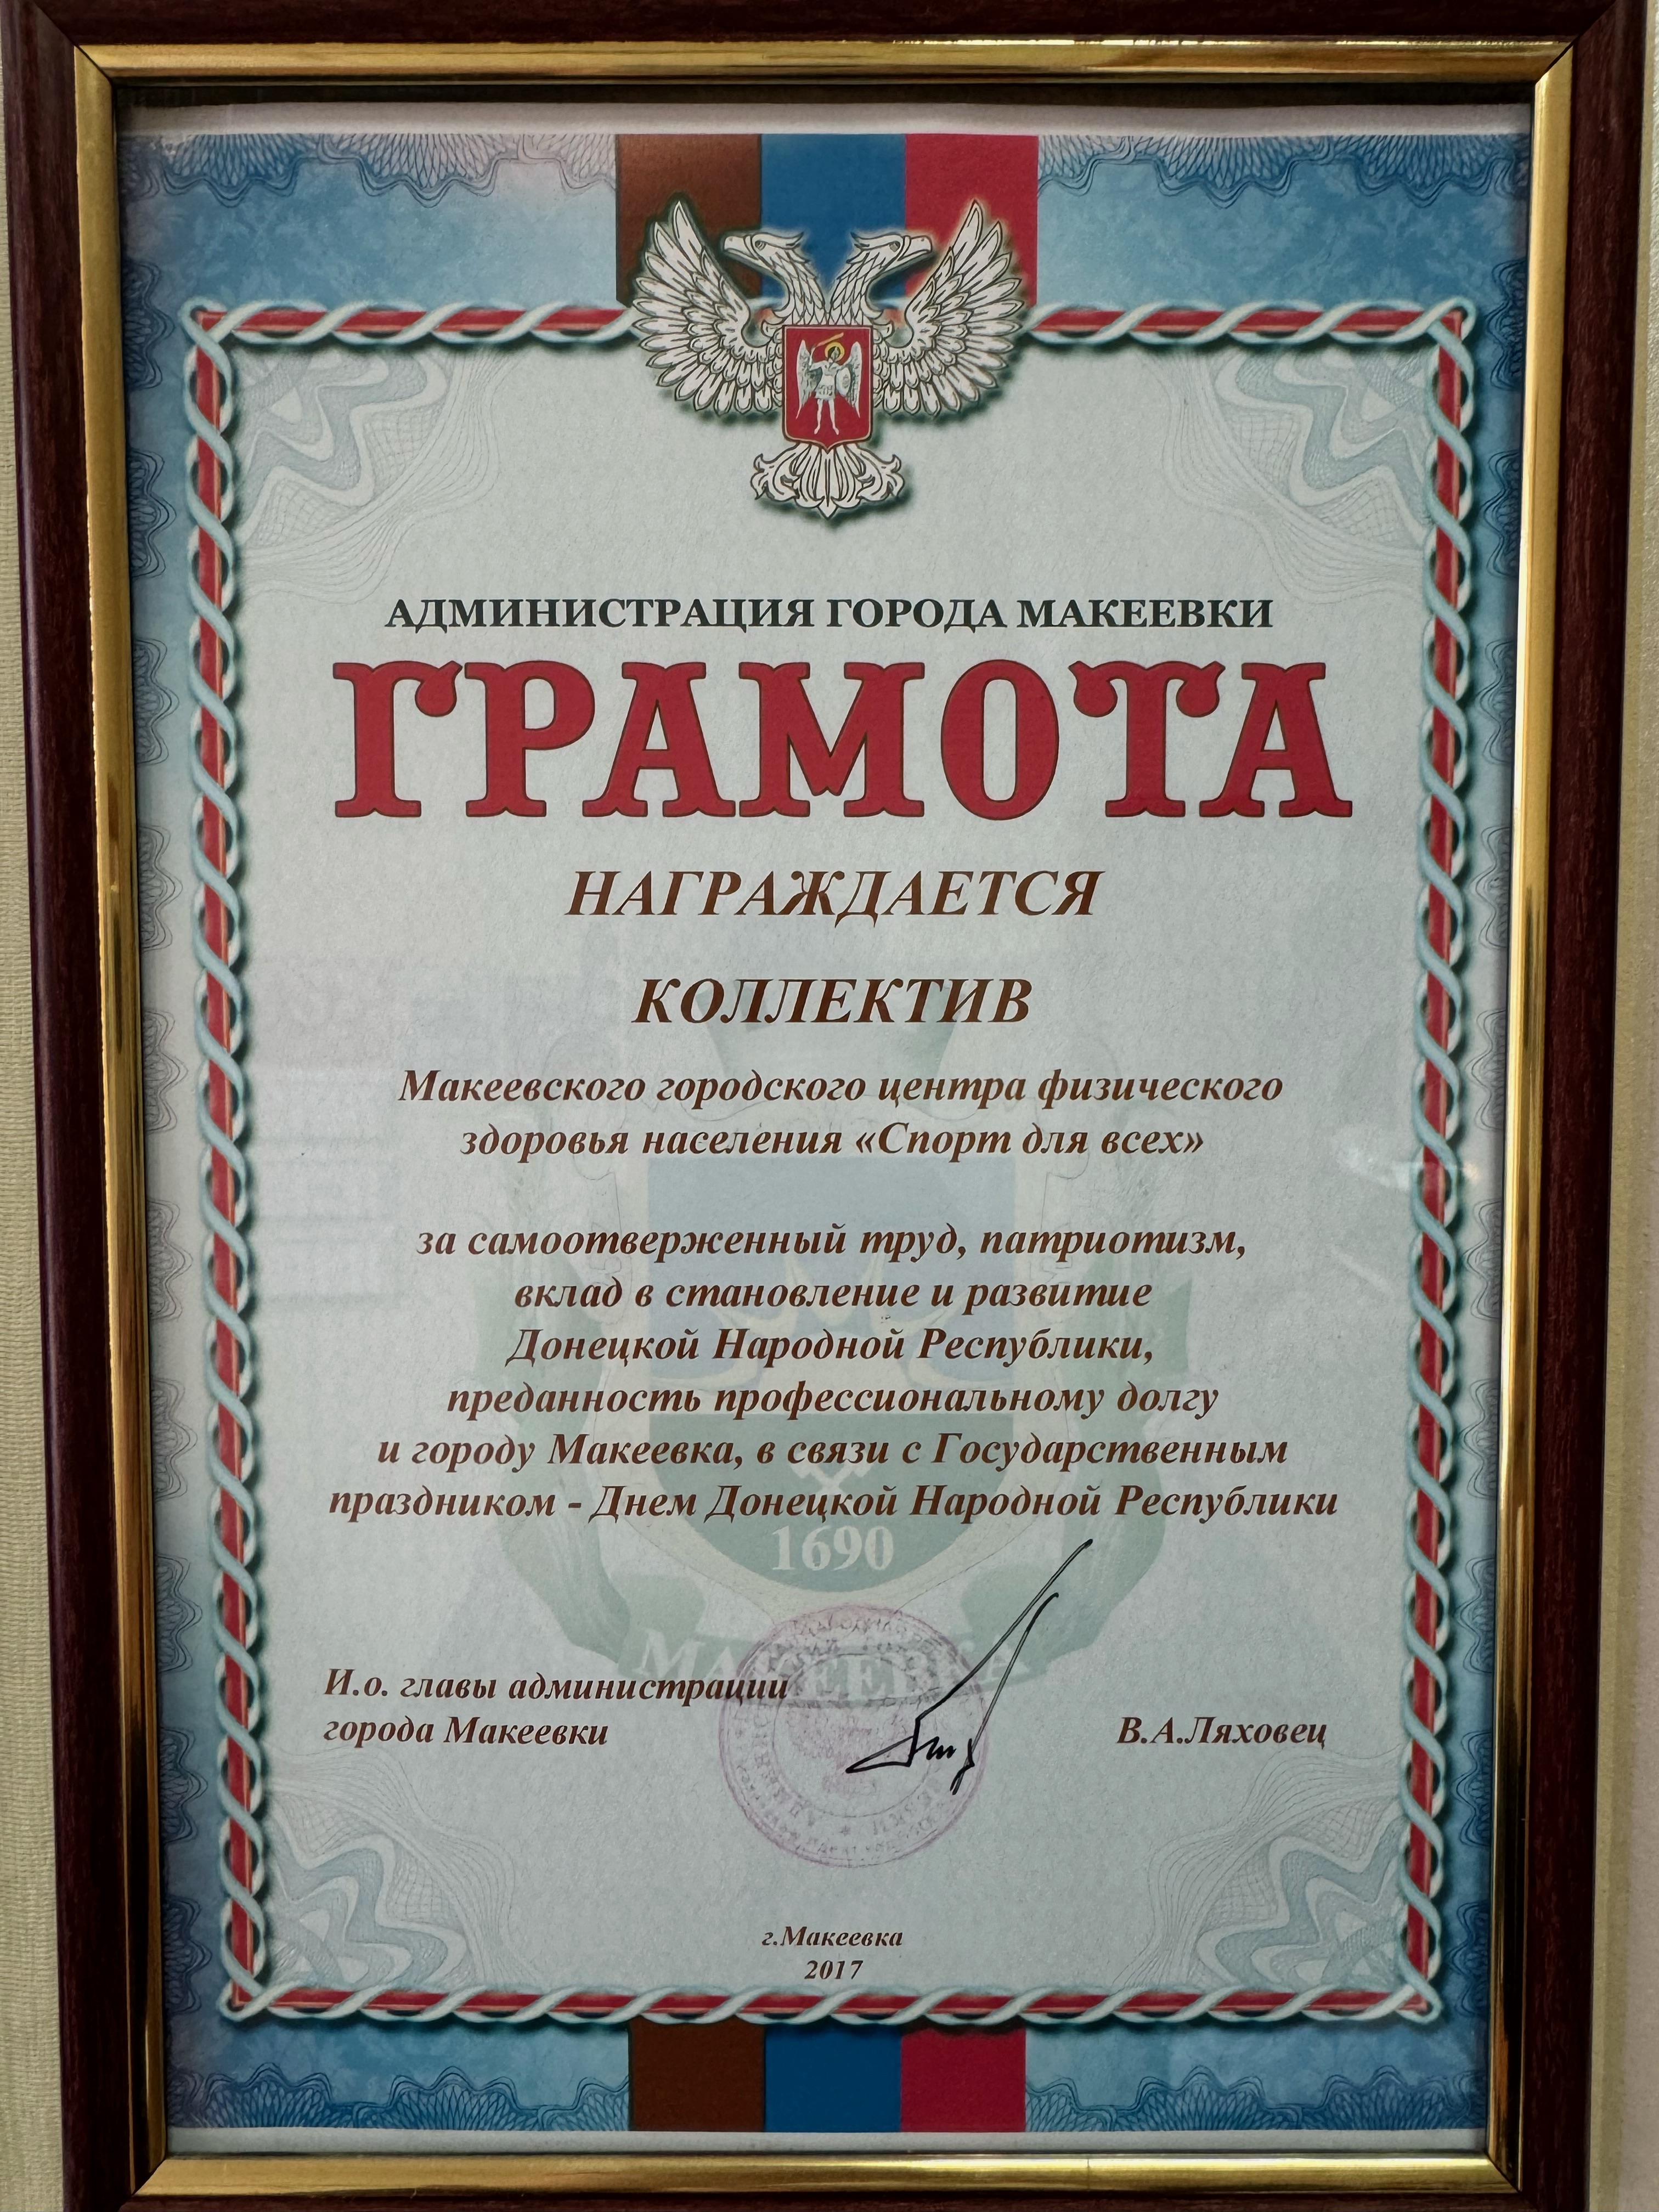 АДМИНИСТРАЦИЯ ГОРОДА МАКЕЕВКИ
ГРАМОТА
НАГРАЖДАЕТСЯ
КОЛЛЕКТИВ
Макеевского городского центра физического
здоровья населения «Спорт для всех»
за самоотверженный труд, патриотизм,
вклад в становление и развитие
Донецкой Народной Республики,
преданность профессиональному долгу
и городу Макеевка, в связи с Государственным
праздником - Днем Донецкой Народной Республики
1690
МАКЕЕВКА
И.о. главы администрации
города Макеевки
В.А.Ляховец
г.Макеевка
2017